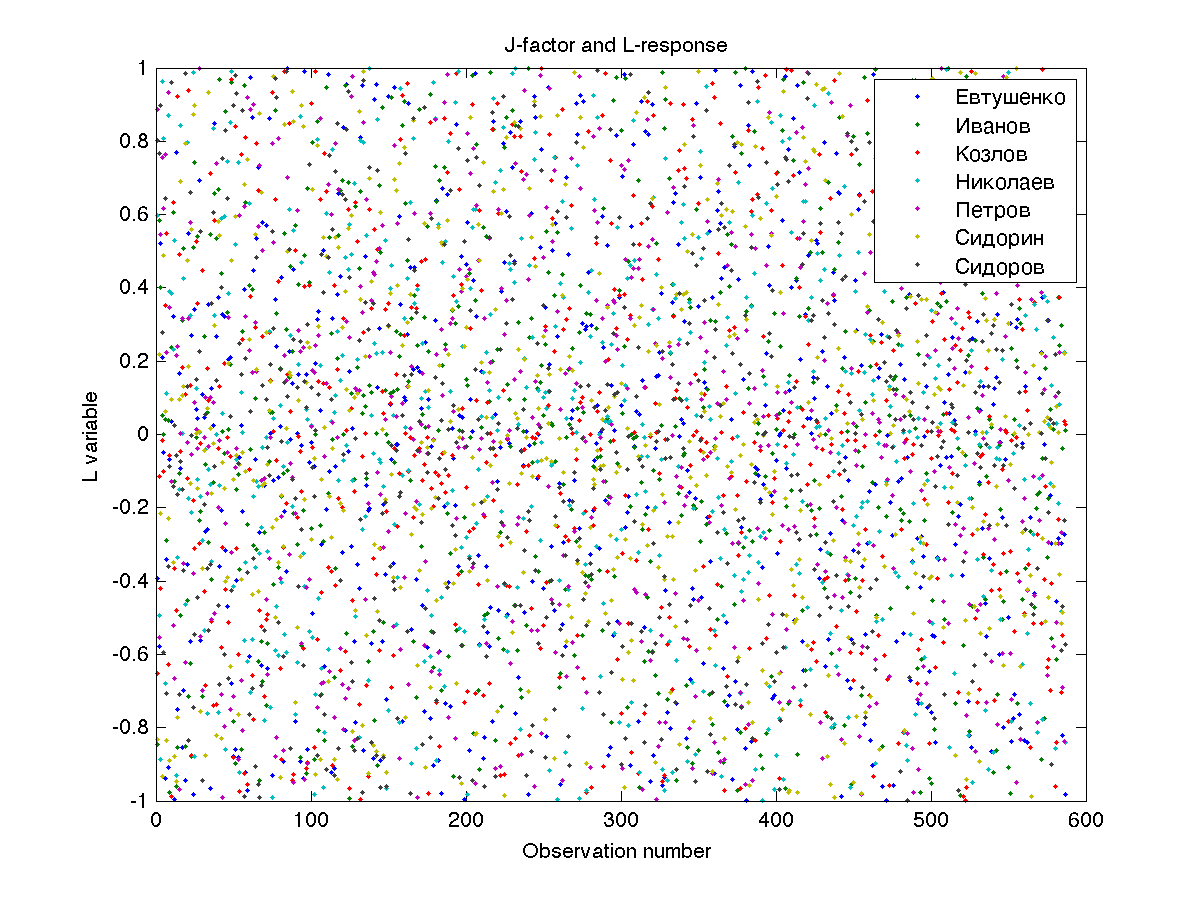 J-factor and L-response
Евтушенко
Иванов
Козлов
Николаев
Петров
Сидорин
Сидоров
1
0.8
0.6
0.4
0.2
0
-0.2
-0.4
-0.6
-0.8
-1
L variable
0 100 200 300 400 500 600
Observation number